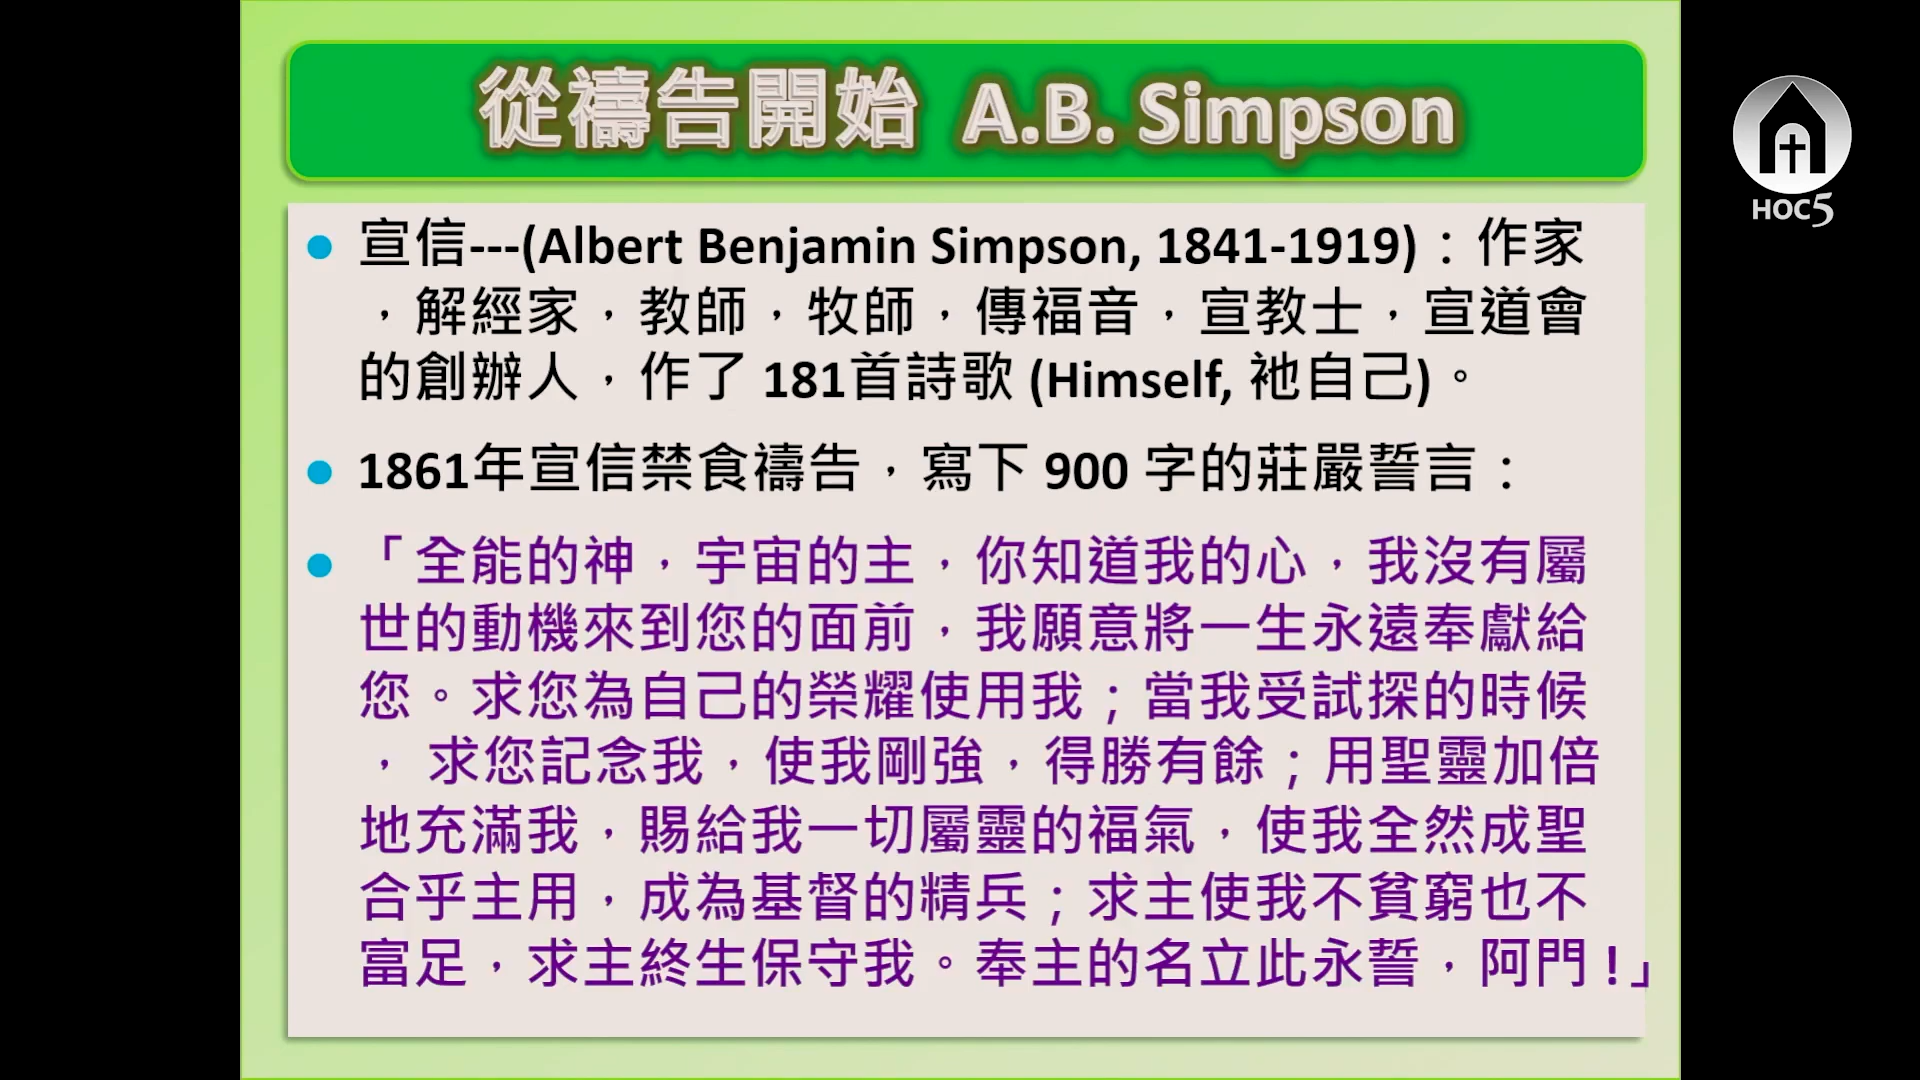 從禱告開始 A.B. Simpson
HOC5
宣信---(Albert Benjamin Simpson, 1841-1919)：作家
，解經家，教師，牧師，傳福音，宣教士，宣道會
的創辦人，作了 181首詩歌 (Himself, 祂自己)。
1861年宣信禁食禱告，寫下 900 字的莊嚴誓言：
「全能的神，宇宙的主，你知道我的心，我沒有屬
世的動機來到您的面前，我願意將一生永遠奉獻給
您。求您為自己的榮耀使用我；當我受試探的時候
， 求您記念我，使我剛強，得勝有餘；用聖靈加倍
地充滿我，賜給我一切屬靈的福氣，使我全然成聖
合乎主用，成為基督的精兵；求主使我不貧窮也不
富足，求主終生保守我。奉主的名立此永誓，阿門！」